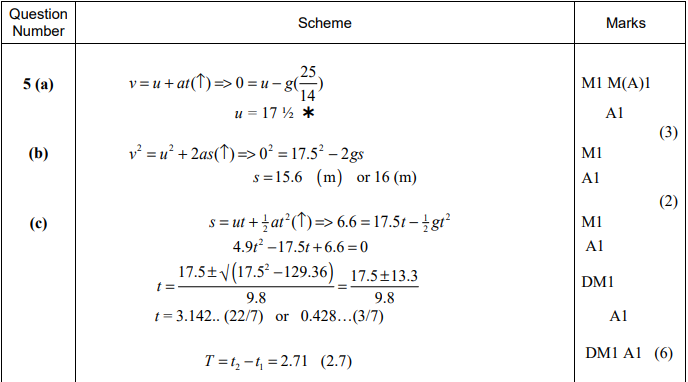 Question Number Scheme Marks
5 (a) v = u + at(↑) => 0 = u − g(25/14) M1 M(A)1
u = 17 ½ ✱ A1
(3)
(b) v² = u² + 2as(↑) => 0² = 17.5² − 2gs M1
s = 15.6 (m) or 16 (m) A1
(2)
(c) s = ut + ½at²(↑) => 6.6 = 17.5t − ½gt² M1
4.9t² − 17.5t + 6.6 = 0 A1
t = 17.5 ± √(17.5² − 129.36) / 9.8 = 17.5 ± 13.3 / 9.8 DM1
t = 3.142.. (22/7) or 0.428…(3/7) A1
T = t₂ − t₁ = 2.71 (2.7) DM1 A1 (6)